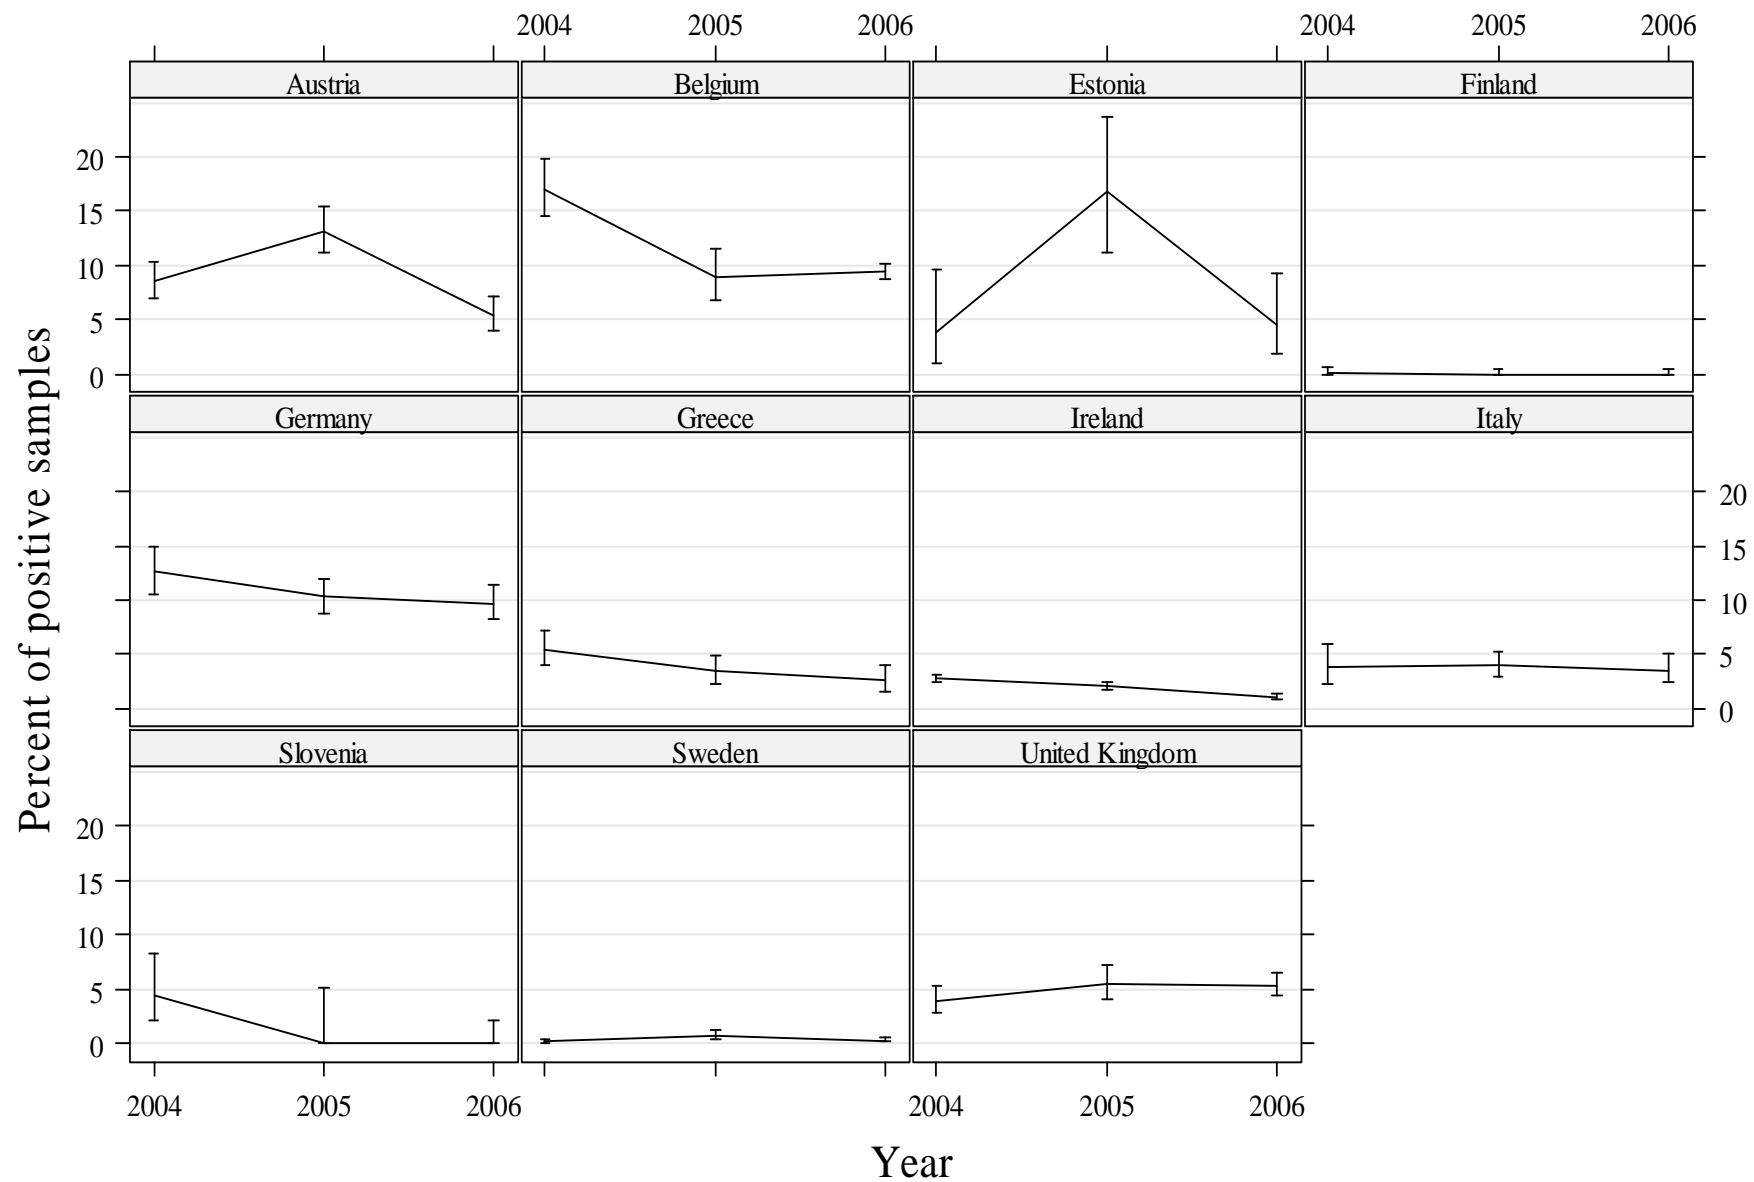 2004 2005 2006 2004 2005 2006
Austria Belgium Estonia Finland
20
15
10
5
0
Germany Greece Ireland Italy
20
15
10
5
0
Slovenia Sweden United Kingdom
20
15
10
5
0
2004 2005 2006 2004 2005 2006
Year
Percent of positive samples